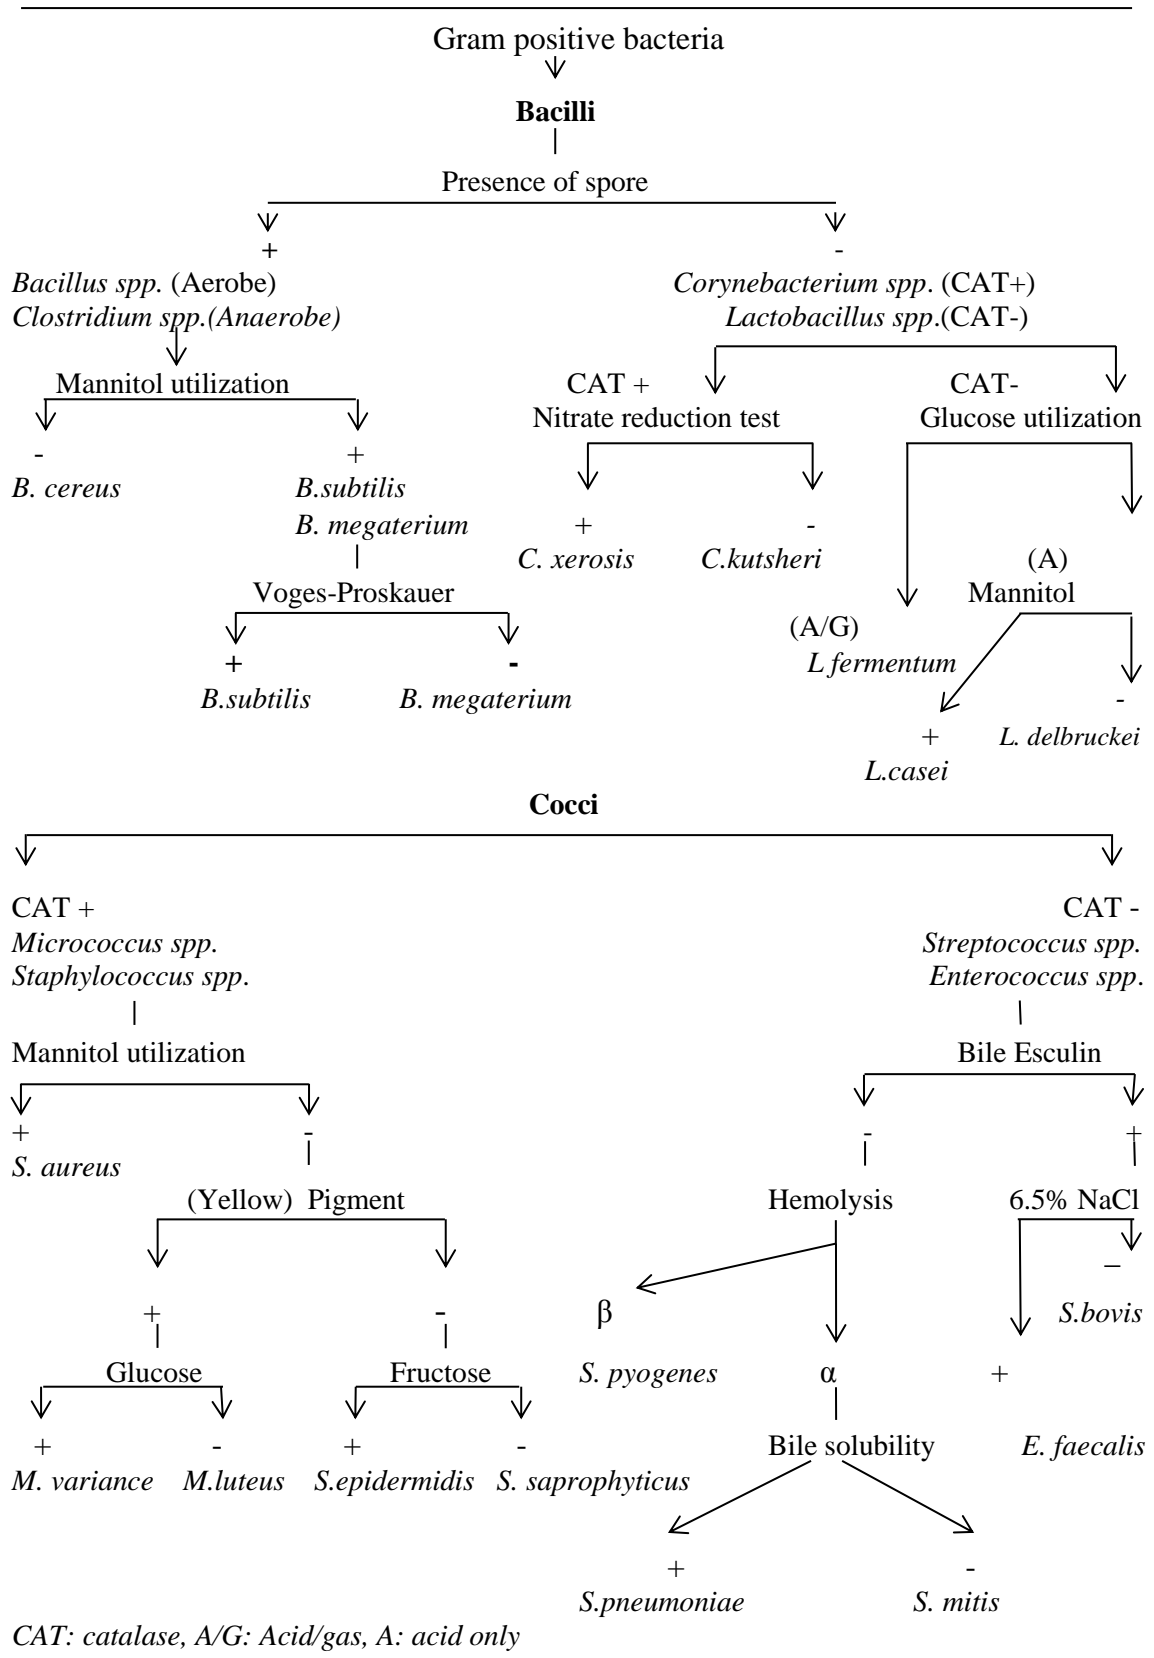 Gram positive bacteria
Bacilli
Presence of spore
+ -
Bacillus spp. (Aerobe) Corynebacterium spp. (CAT+)
Clostridium spp.(Anaerobe) Lactobacillus spp.(CAT-)
Mannitol utilization CAT + CAT-
Nitrate reduction test Glucose utilization
- +
B. cereus B.subtilis
B. megaterium + -
C. xerosis C.kutsheri (A)
Voges-Proskauer Mannitol
(A/G)
+ - L fermentum
B.subtilis B. megaterium -
+ L. delbruckei
L.casei
Cocci
CAT + CAT -
Micrococcus spp. Streptococcus spp.
Staphylococcus spp. Enterococcus spp.
Mannitol utilization Bile Esculin
+ - - +
S. aureus
(Yellow) Pigment Hemolysis 6.5% NaCl
–
+ - β S.bovis
Glucose Fructose S. pyogenes α +
+ - + - Bile solubility E. faecalis
M. variance M.luteus S.epidermidis S. saprophyticus
+ -
S.pneumoniae S. mitis
CAT: catalase, A/G: Acid/gas, A: acid only